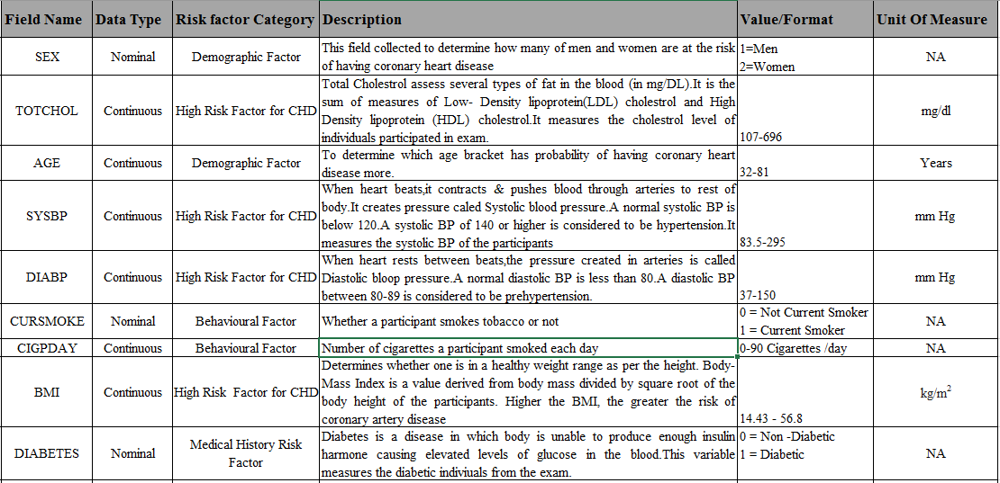 Field Name Data Type Risk factor Category Description Value/Format Unit Of Measure
SEX Nominal Demographic Factor
This field collected to determine how many of men and women are at the risk
of having coronary heart disease
1=Men
2=Women
NA
TOTCHOL Continuous High Risk Factor for CHD
Total Cholestrol assess several types of fat in the blood (in mg/DL).It is the
sum of measures of Low- Density lipoprotein(LDL) cholestrol and High
Density lipoprotein (HDL) cholestrol.It measures the cholestrol level of
individuals participated in exam.
107-696
mg/dl
AGE Continuous Demographic Factor
To determine which age bracket has probability of having coronary heart
disease more.
32-81
Years
SYSBP Continuous High Risk Factor for CHD
When heart beats,it contracts & pushes blood through arteries to rest of
body.It creates pressure caled Systolic blood pressure.A normal systolic BP is
below 120.A systolic BP of 140 or higher is considered to be hypertension.It
measures the systolic BP of the participants
83.5-295
mm Hg
DIABP Continuous High Risk Factor for CHD
When heart rests between beats,the pressure created in arteries is called
Diastolic bloop pressure.A normal diastolic BP is less than 80.A diastolic BP
between 80-89 is considered to be prehypertension.
37-150
mm Hg
CURSMOKE Nominal Behavioural Factor
Whether a participant smokes tobacco or not
0 = Not Current Smoker
1 = Current Smoker
NA
CIGPDAY Continuous Behavioural Factor
Number of cigarettes a participant smoked each day
0-90 Cigarettes /day
NA
BMI Continuous High Risk Factor for CHD
Determines whether one is in a healthy weight range as per the height. Body-
Mass Index is a value derived from body mass divided by square root of the
body height of the participants. Higher the BMI, the greater the risk of
coronary artery disease
14.43 - 56.8
kg/m²
DIABETES Nominal
Medical History Risk
Factor
Diabetes is a disease in which body is unable to produce enough insulin
harmone causing elevated levels of glucose in the blood.This variable
measures the diabetic indiviuals from the exam.
0 = Non -Diabetic
1 = Diabetic
NA